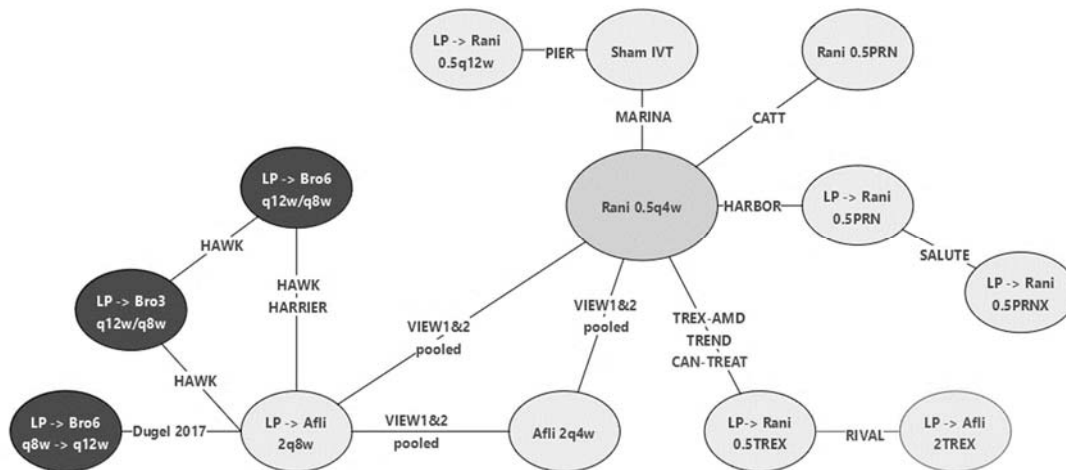 LP -> Rani
0.5q12w
PIER
Sham IVT
Rani 0.5PRN
MARINA
CATT
LP -> Bro6
q12w/q8w
Rani 0.5q4w
HARBOR
LP -> Rani
0.5PRN
HAWK
SALUTE
LP -> Bro3
q12w/q8w
HAWK
HARRIER
LP -> Rani
0.5PRNX
VIEW1&2
pooled
VIEW1&2
pooled
TREX-AMD
TREND
CAN-TREAT
HAWK
LP -> Bro6
q8w -> q12w
Dugel 2017
LP -> Afli
2q8w
VIEW1&2
pooled
Afli 2q4w
LP -> Rani
0.5TREX
RIVAL
LP -> Afli
2TREX